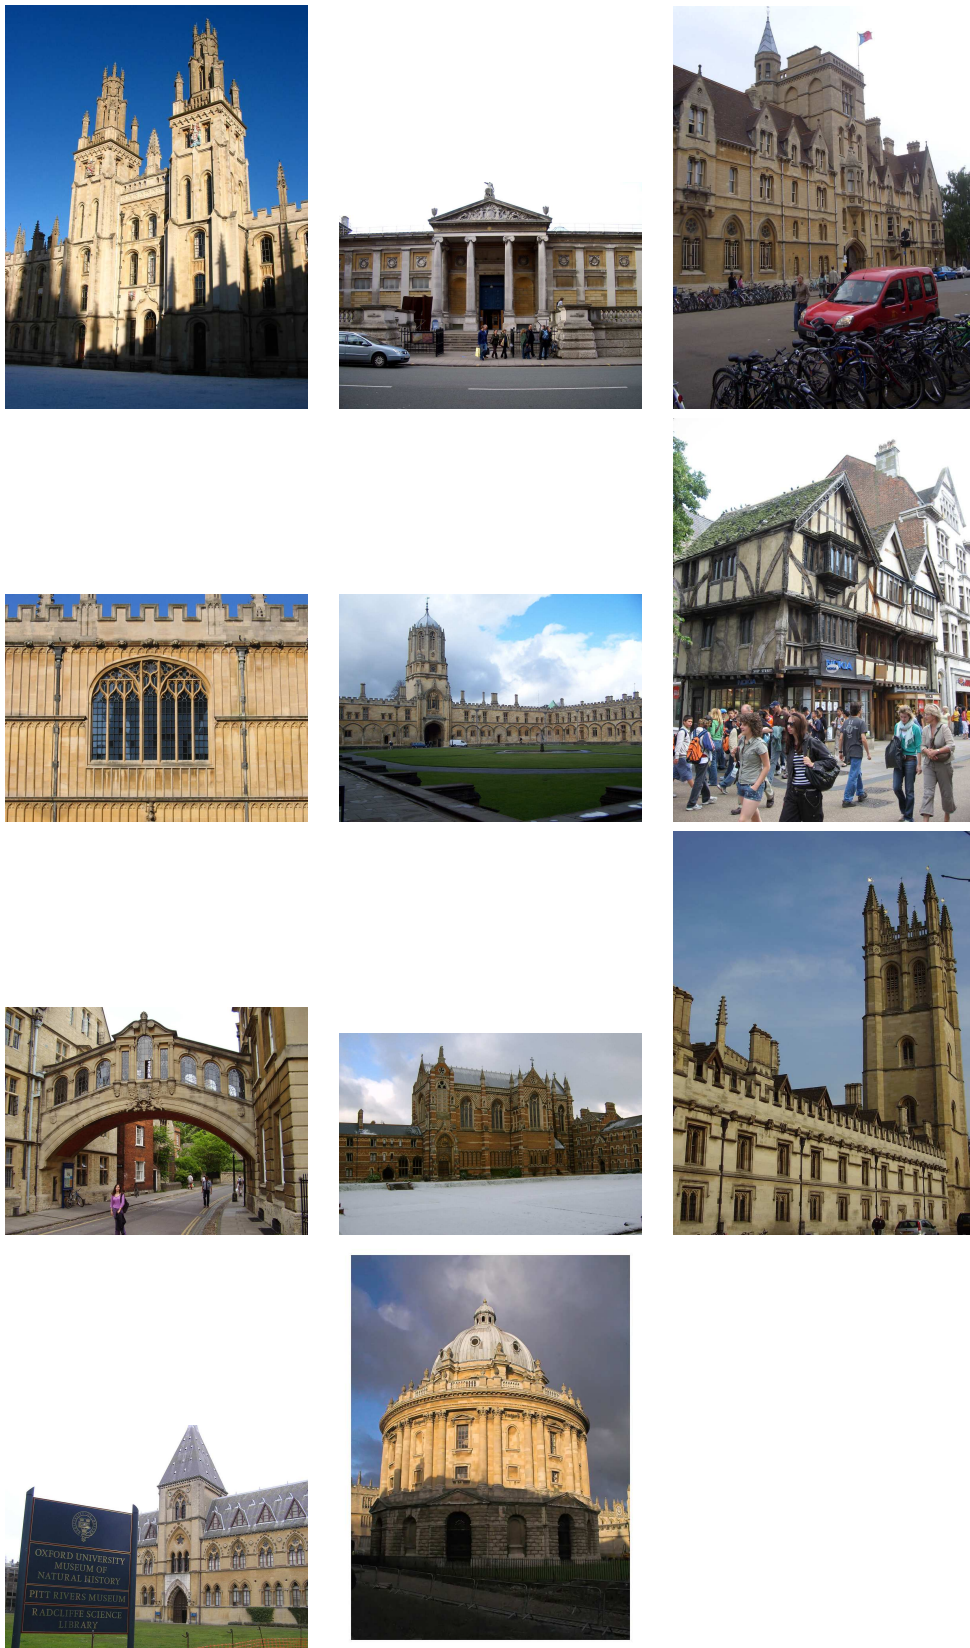 OXFORD UNIVERSITY
MUSEUM OF
NATURAL HISTORY
PITT RIVERS MUSEUM
RADCLIFFE SCIENCE
LIBRARY